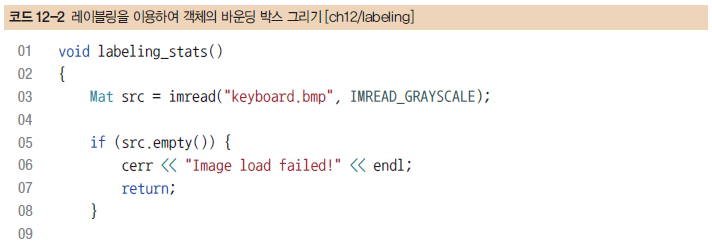 코드 12-2 레이블링을 이용하여 객체의 바운딩 박스 그리기 [ch12/labeling]
01 void labeling_stats()
02 {
03     Mat src = imread("keyboard.bmp", IMREAD_GRAYSCALE);
04
05     if (src.empty()) {
06         cerr << "Image load failed!" << endl;
07         return;
08     }
09